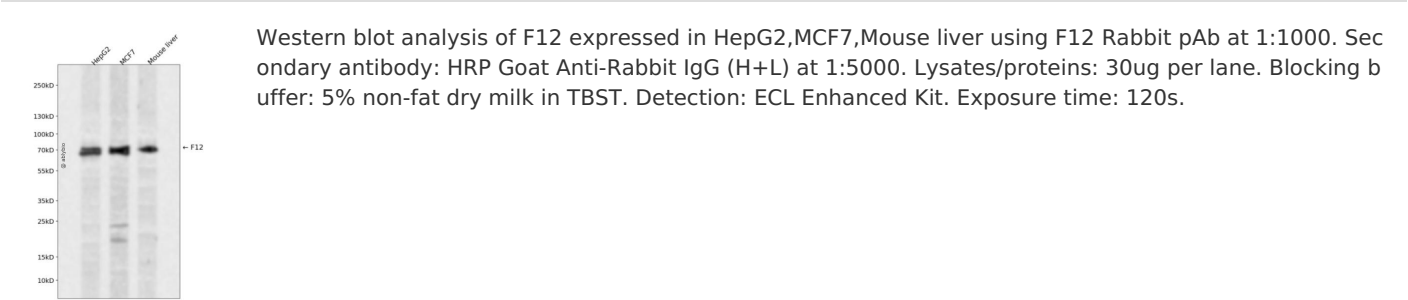 HepG2 MCF7 Mouse liver
250kD
130kD
100kD
70kD
55kD
35kD
25kD
15kD
10kD
← F12
@ ablybio
Western blot analysis of F12 expressed in HepG2,MCF7,Mouse liver using F12 Rabbit pAb at 1:1000. Sec
ondary antibody: HRP Goat Anti-Rabbit IgG (H+L) at 1:5000. Lysates/proteins: 30ug per lane. Blocking b
uffer: 5% non-fat dry milk in TBST. Detection: ECL Enhanced Kit. Exposure time: 120s.